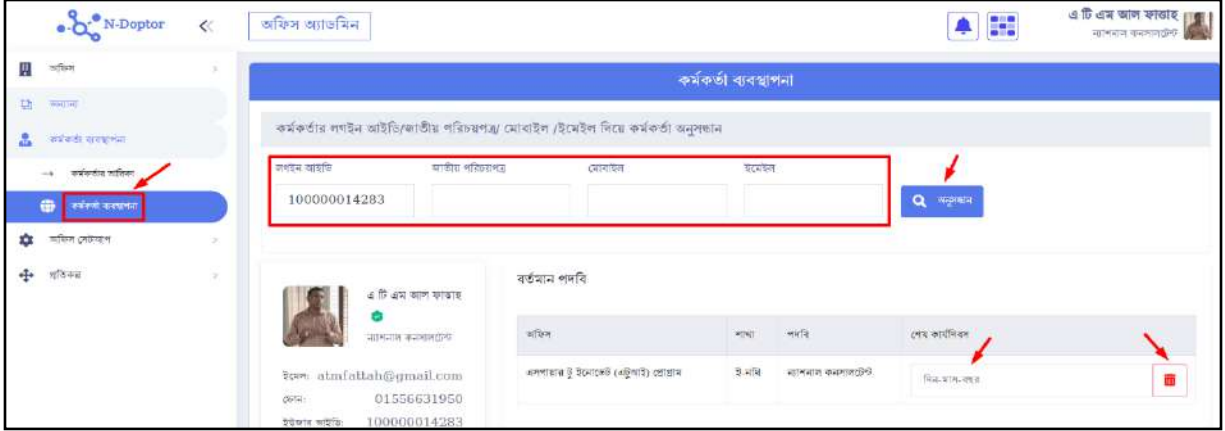 N-Doptor
অফিস অ্যাডমিন
এ টি এম আল ফাত্তাহ
ন্যাশনাল কনসালটেন্ট
অফিস
অন্যান্য
কর্মকর্তা ব্যবস্থাপনা
কর্মকর্তার তালিকা
কর্মকর্তা ব্যবস্থাপনা
অফিস সেটআপ
প্রতিকল্প
কর্মকর্তা ব্যবস্থাপনা
কর্মকর্তার লগইন আইডি/জাতীয় পরিচয়পত্র/ মোবাইল /ইমেইল দিয়ে কর্মকর্তা অনুসন্ধান
লগইন আইডি জাতীয় পরিচয়পত্র মোবাইল ইমেইল
100000014283
অনুসন্ধান
এ টি এম আল ফাত্তাহ
ন্যাশনাল কনসালটেন্ট
ইমেল: atmfattah@gmail.com
ফোন: 01556631950
ইউজার আইডি: 100000014283
বর্তমান পদবি
অফিস শাখা পদবি শেষ কার্যদিবস
এসপায়ার টু ইনোভেট (এটুআই) প্রোগ্রাম ই-নথি ন্যাশনাল কনসালটেন্ট দিন-মাস-বছর